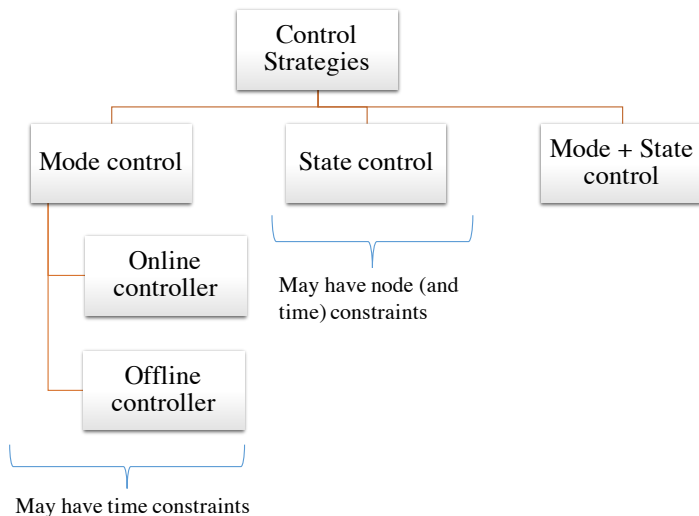 Control
Strategies
Mode control
State control
Mode + State
control
Online
controller
May have node (and
time) constraints
Offline
controller
May have time constraints